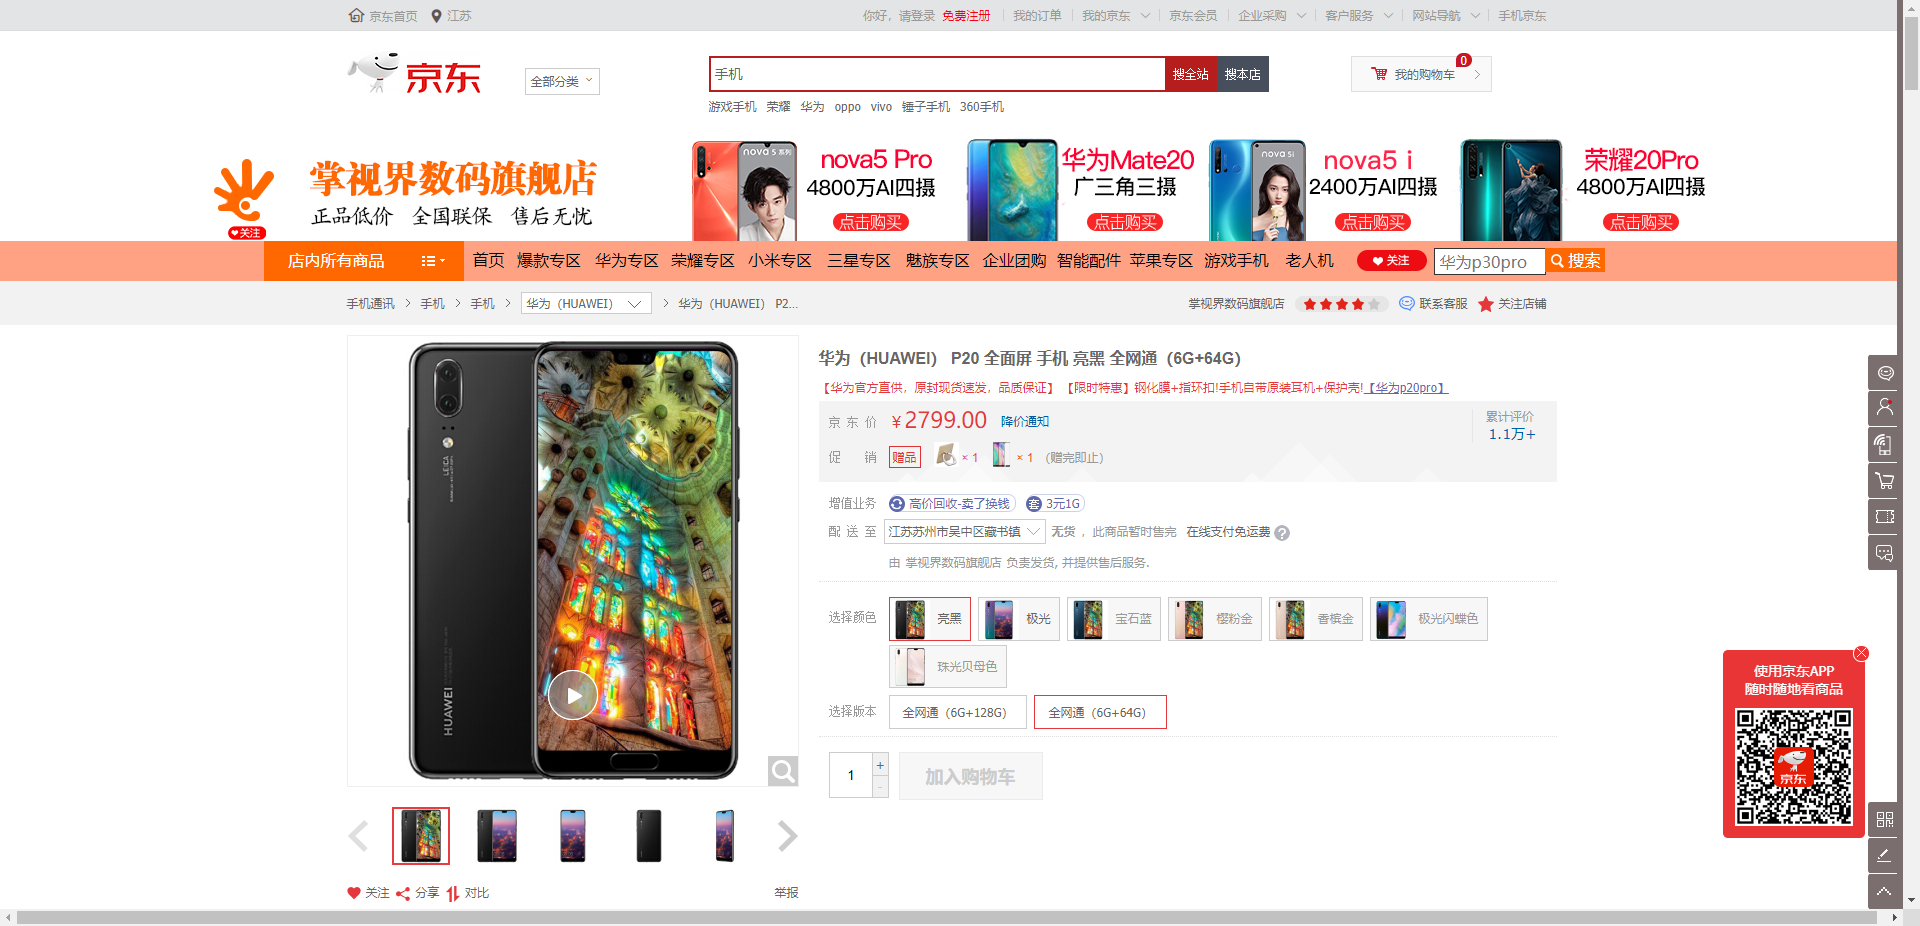 京东首页 江苏
你好，请登录 免费注册 我的订单 我的京东 京东会员 企业采购 客户服务 网站导航 手机京东
京东 全部分类 手机 搜全站 搜本店 我的购物车 0
游戏手机 荣耀 华为 oppo vivo 锤子手机 360手机
掌视界数码旗舰店
正品低价 全国联保 售后无忧
关注
nova 5 系列
nova5 Pro
4800万AI四摄
点击购买
华为Mate20
广三角三摄
点击购买
nova 5i
nova5 i
2400万AI四摄
点击购买
荣耀20Pro
4800万AI四摄
点击购买
店内所有商品 首页 爆款专区 华为专区 荣耀专区 小米专区 三星专区 魅族专区 企业团购 智能配件 苹果专区 游戏手机 老人机 关注 华为p30pro 搜索
手机通讯 > 手机 > 手机 > 华为（HUAWEI） > 华为（HUAWEI） P2...
掌视界数码旗舰店 联系客服 关注店铺
LEICA
HUAWEI
华为（HUAWEI） P20 全面屏 手机 亮黑 全网通（6G+64G）
【华为官方直供，原封现货速发，品质保证】 【限时特惠】钢化膜+指环扣!手机自带原装耳机+保护壳!【华为p20pro】
京东价 ￥2799.00 降价通知
累计评价
1.1万+
促销 赠品 × 1 × 1 （赠完即止）
增值业务 高价回收-卖了换钱 套 3元1G
配送至 江苏苏州市吴中区藏书镇 无货 ，此商品暂时售完 在线支付免运费 ?
由 掌视界数码旗舰店 负责发货, 并提供售后服务.
选择颜色 亮黑 极光 宝石蓝 樱粉金 香槟金 极光闪蝶色
珠光贝母色
选择版本 全网通（6G+128G） 全网通（6G+64G）
1 + - 加入购物车
关注 分享 对比 举报
使用京东APP
随时随地看商品
京东